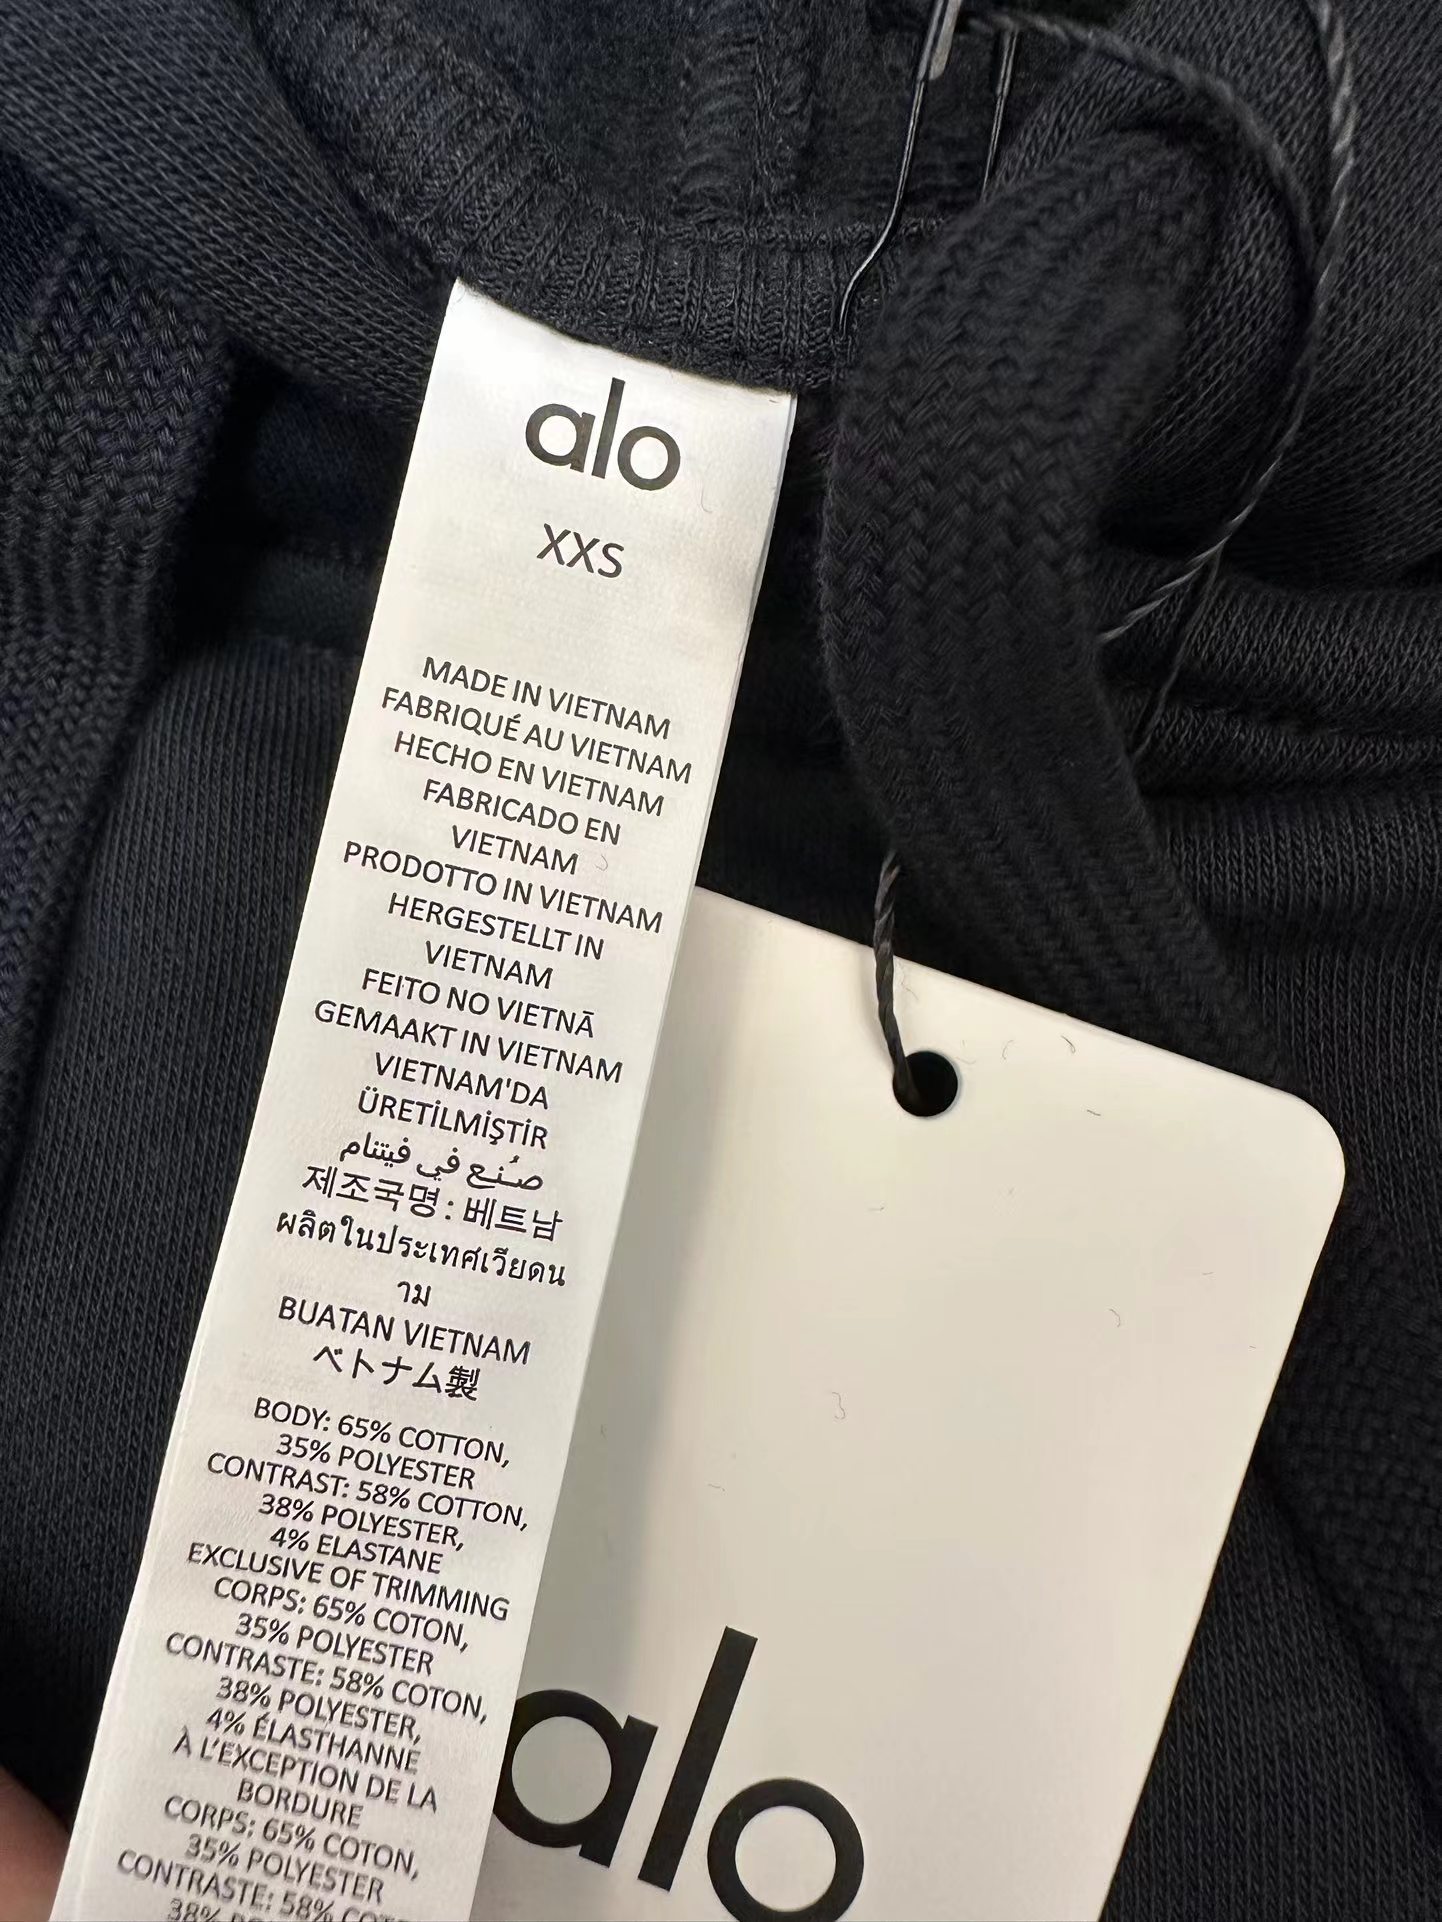 alo
XXS
MADE IN VIETNAM
FABRIQUÉ AU VIETNAM
HECHO EN VIETNAM
FABRICADO EN
VIETNAM
PRODOTTO IN VIETNAM
HERGESTELLT IN
VIETNAM
FEITO NO VIETNÃ
GEMAAKT IN VIETNAM
VIETNAM'DA
ÜRETİLMİŞTİR
صُنع في فيتنام
제조국명 : 베트남
ผลิตในประเทศเวียดน
าม
BUATAN VIETNAM
ベトナム製
BODY: 65% COTTON,
35% POLYESTER
CONTRAST: 58% COTTON,
38% POLYESTER,
4% ELASTANE
EXCLUSIVE OF TRIMMING
CORPS: 65% COTON,
35% POLYESTER
CONTRASTE: 58% COTON,
38% POLYESTER,
4% ÉLASTHANNE
À L'EXCEPTION DE LA
BORDURE
CORPS: 65% COTON,
35% POLYESTER
CONTRASTE: 58%
38%
alo